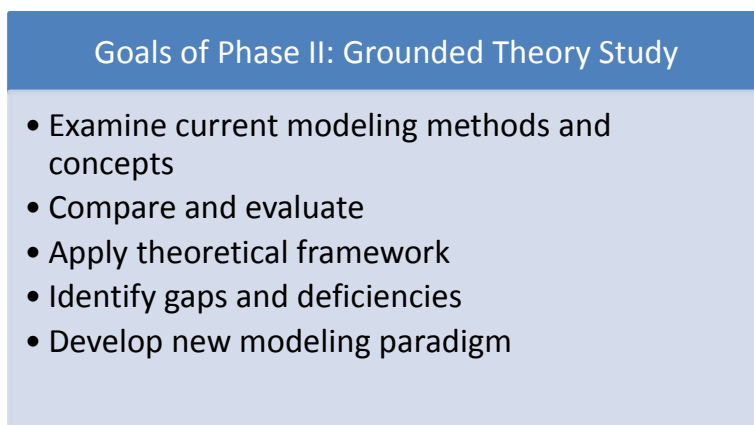 Goals of Phase II: Grounded Theory Study
• Examine current modeling methods and
concepts
• Compare and evaluate
• Apply theoretical framework
• Identify gaps and deficiencies
• Develop new modeling paradigm